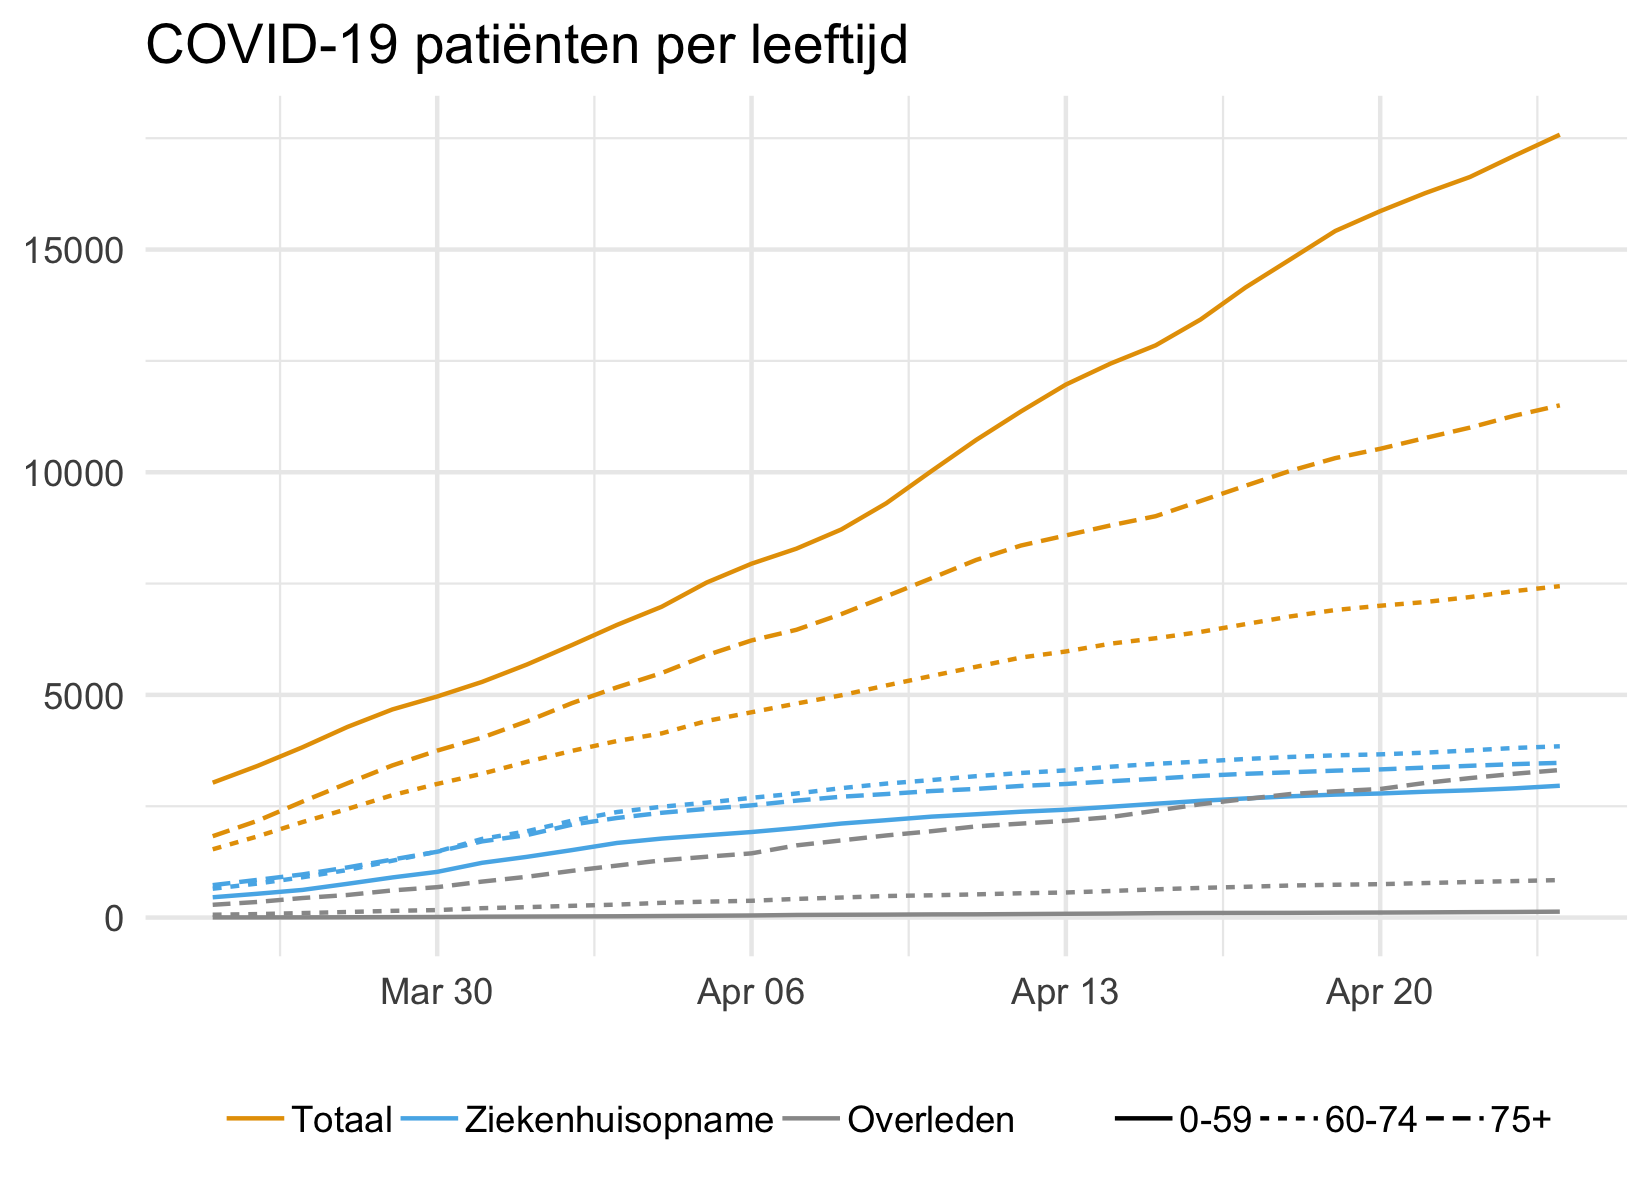 COVID-19 patiënten per leeftijd
15000
10000
5000
0
Mar 30 Apr 06 Apr 13 Apr 20
Totaal Ziekenhuisopname Overleden 0-59 60-74 75+